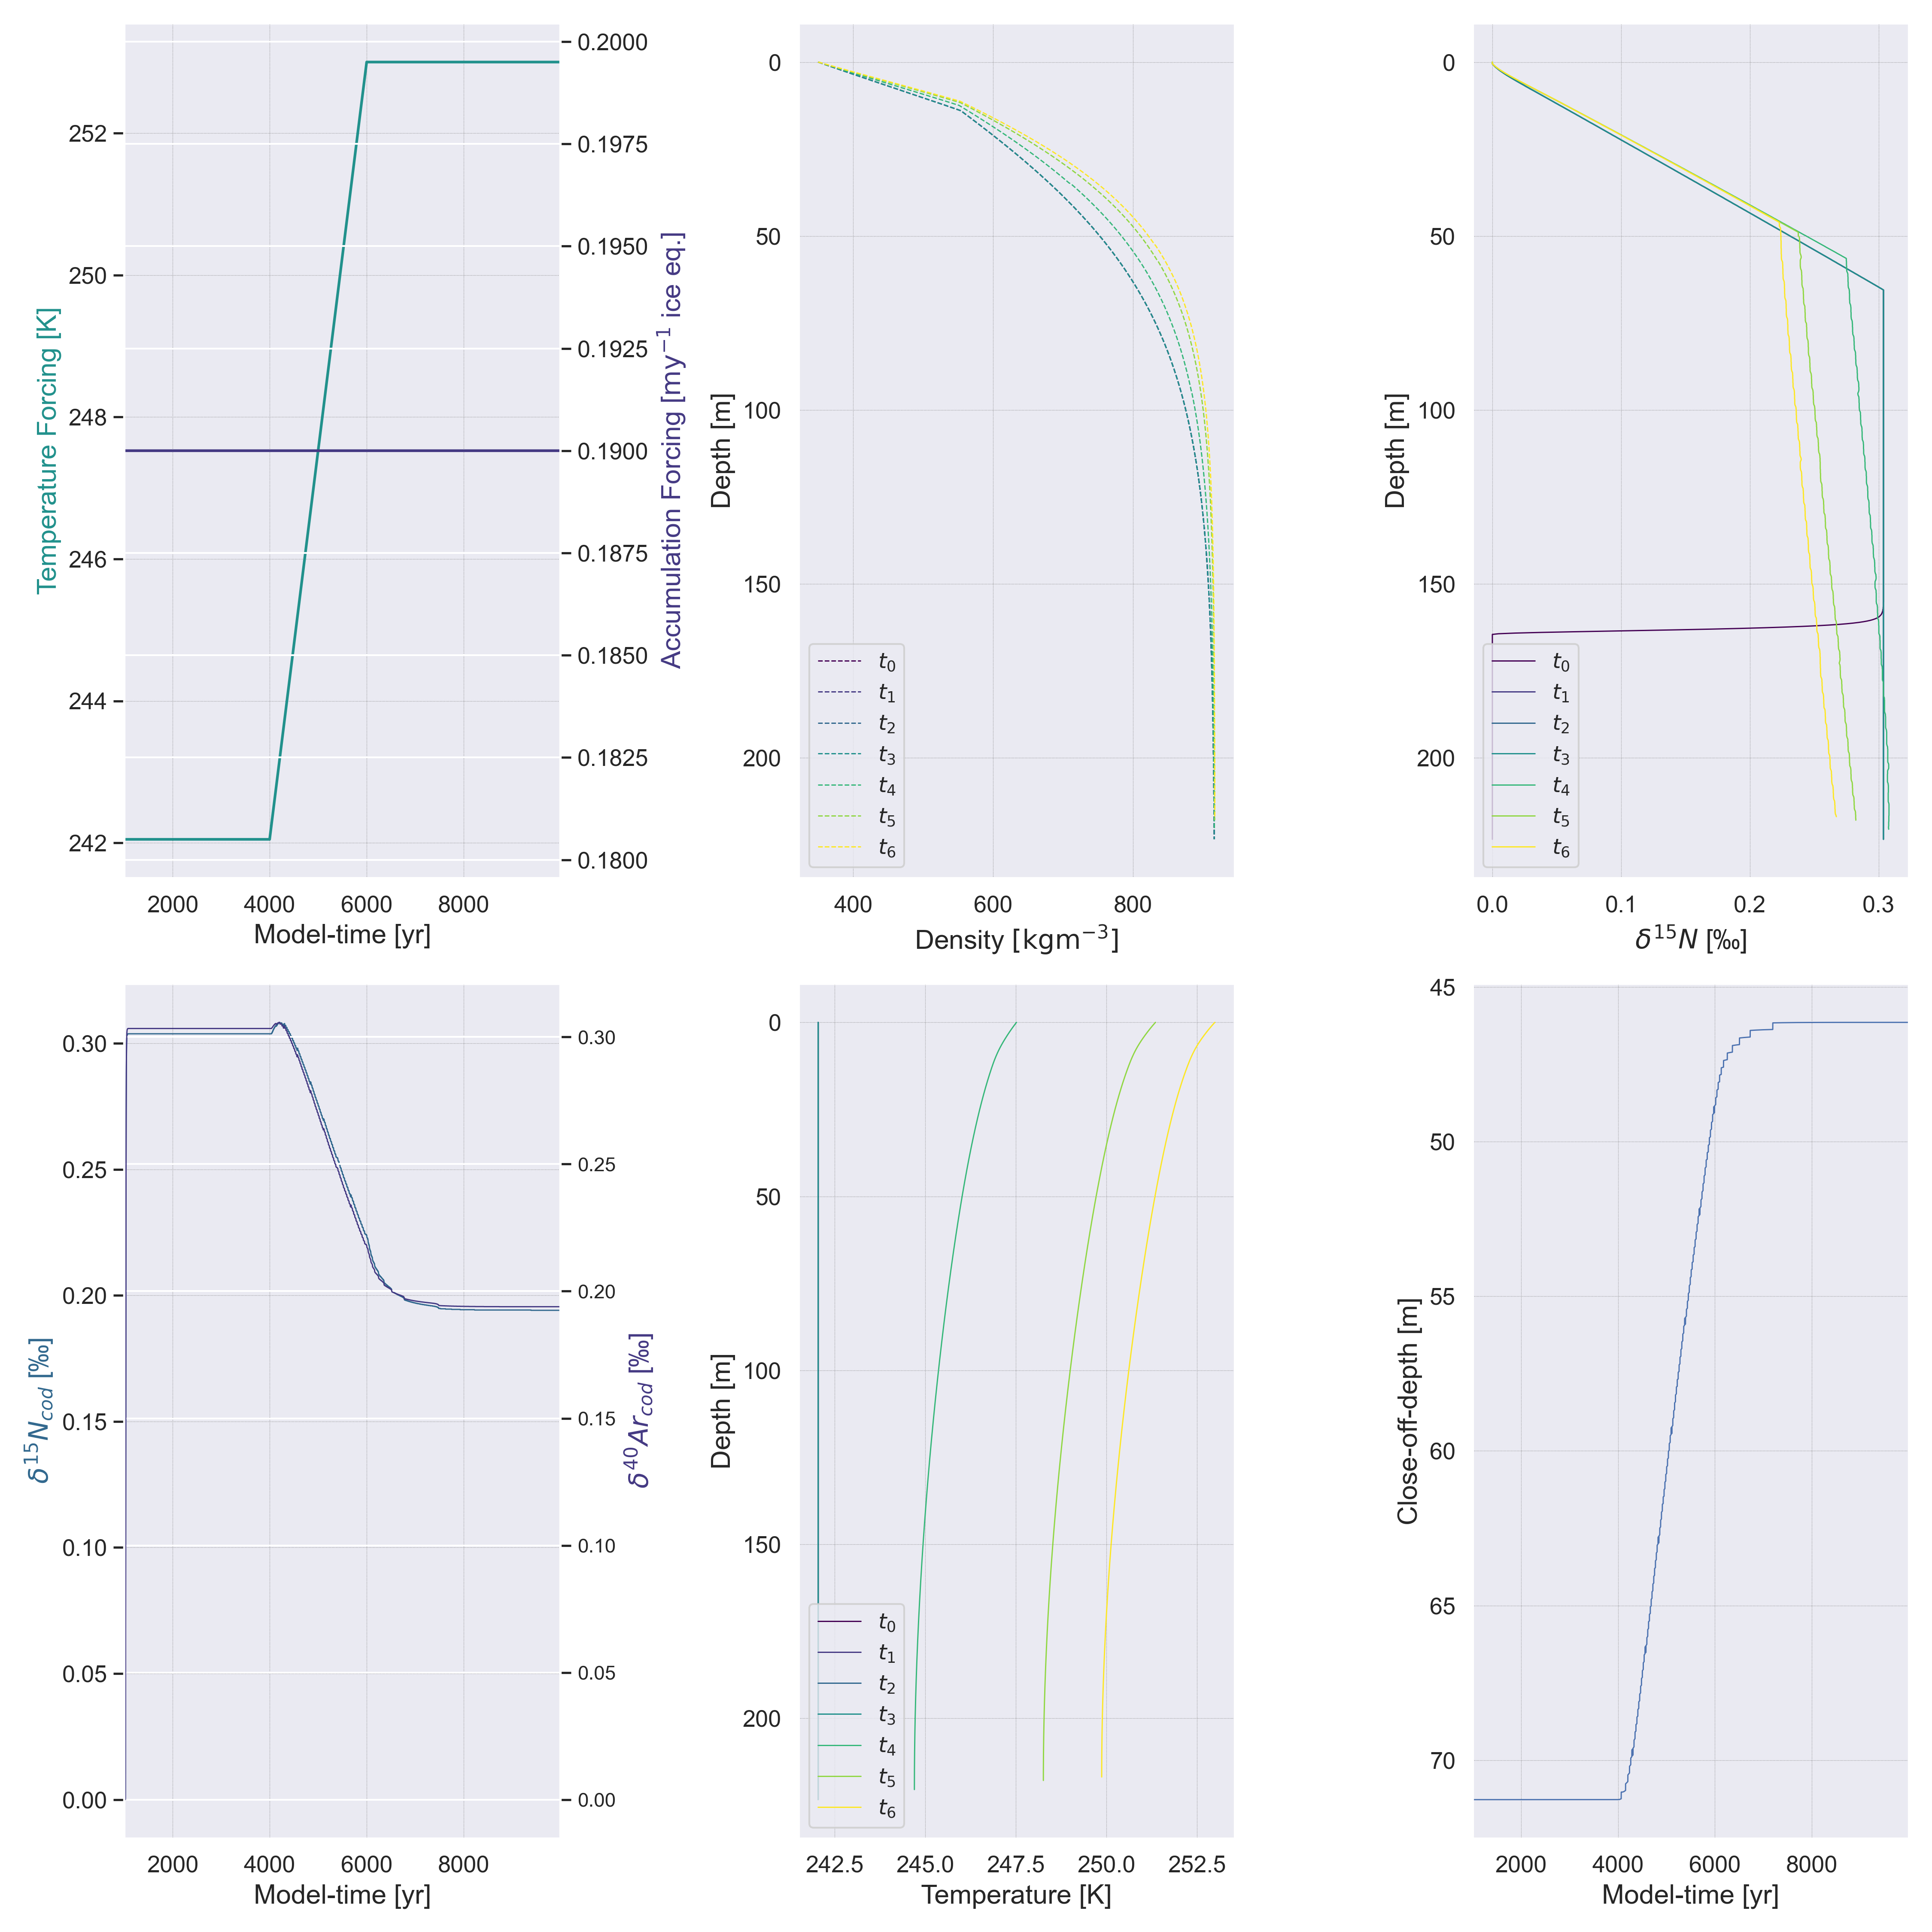 252
250
248
246
244
242
Temperature Forcing [K]
0.2000
0.1975
0.1950
0.1925
0.1900
0.1875
0.1850
0.1825
0.1800
Accumulation Forcing [my⁻¹ ice eq.]
2000 4000 6000 8000
Model-time [yr]
0
50
100
150
200
Depth [m]
t₀
t₁
t₂
t₃
t₄
t₅
t₆
400 600 800
Density [kgm⁻³]
0
50
100
150
200
Depth [m]
t₀
t₁
t₂
t₃
t₄
t₅
t₆
0.0 0.1 0.2 0.3
δ¹⁵N [‰]
0.30
0.25
0.20
0.15
0.10
0.05
0.00
δ¹⁵N_cod [‰]
0.30
0.25
0.20
0.15
0.10
0.05
0.00
δ⁴⁰Ar_cod [‰]
2000 4000 6000 8000
Model-time [yr]
0
50
100
150
200
Depth [m]
t₀
t₁
t₂
t₃
t₄
t₅
t₆
242.5 245.0 247.5 250.0 252.5
Temperature [K]
45
50
55
60
65
70
Close-off-depth [m]
2000 4000 6000 8000
Model-time [yr]